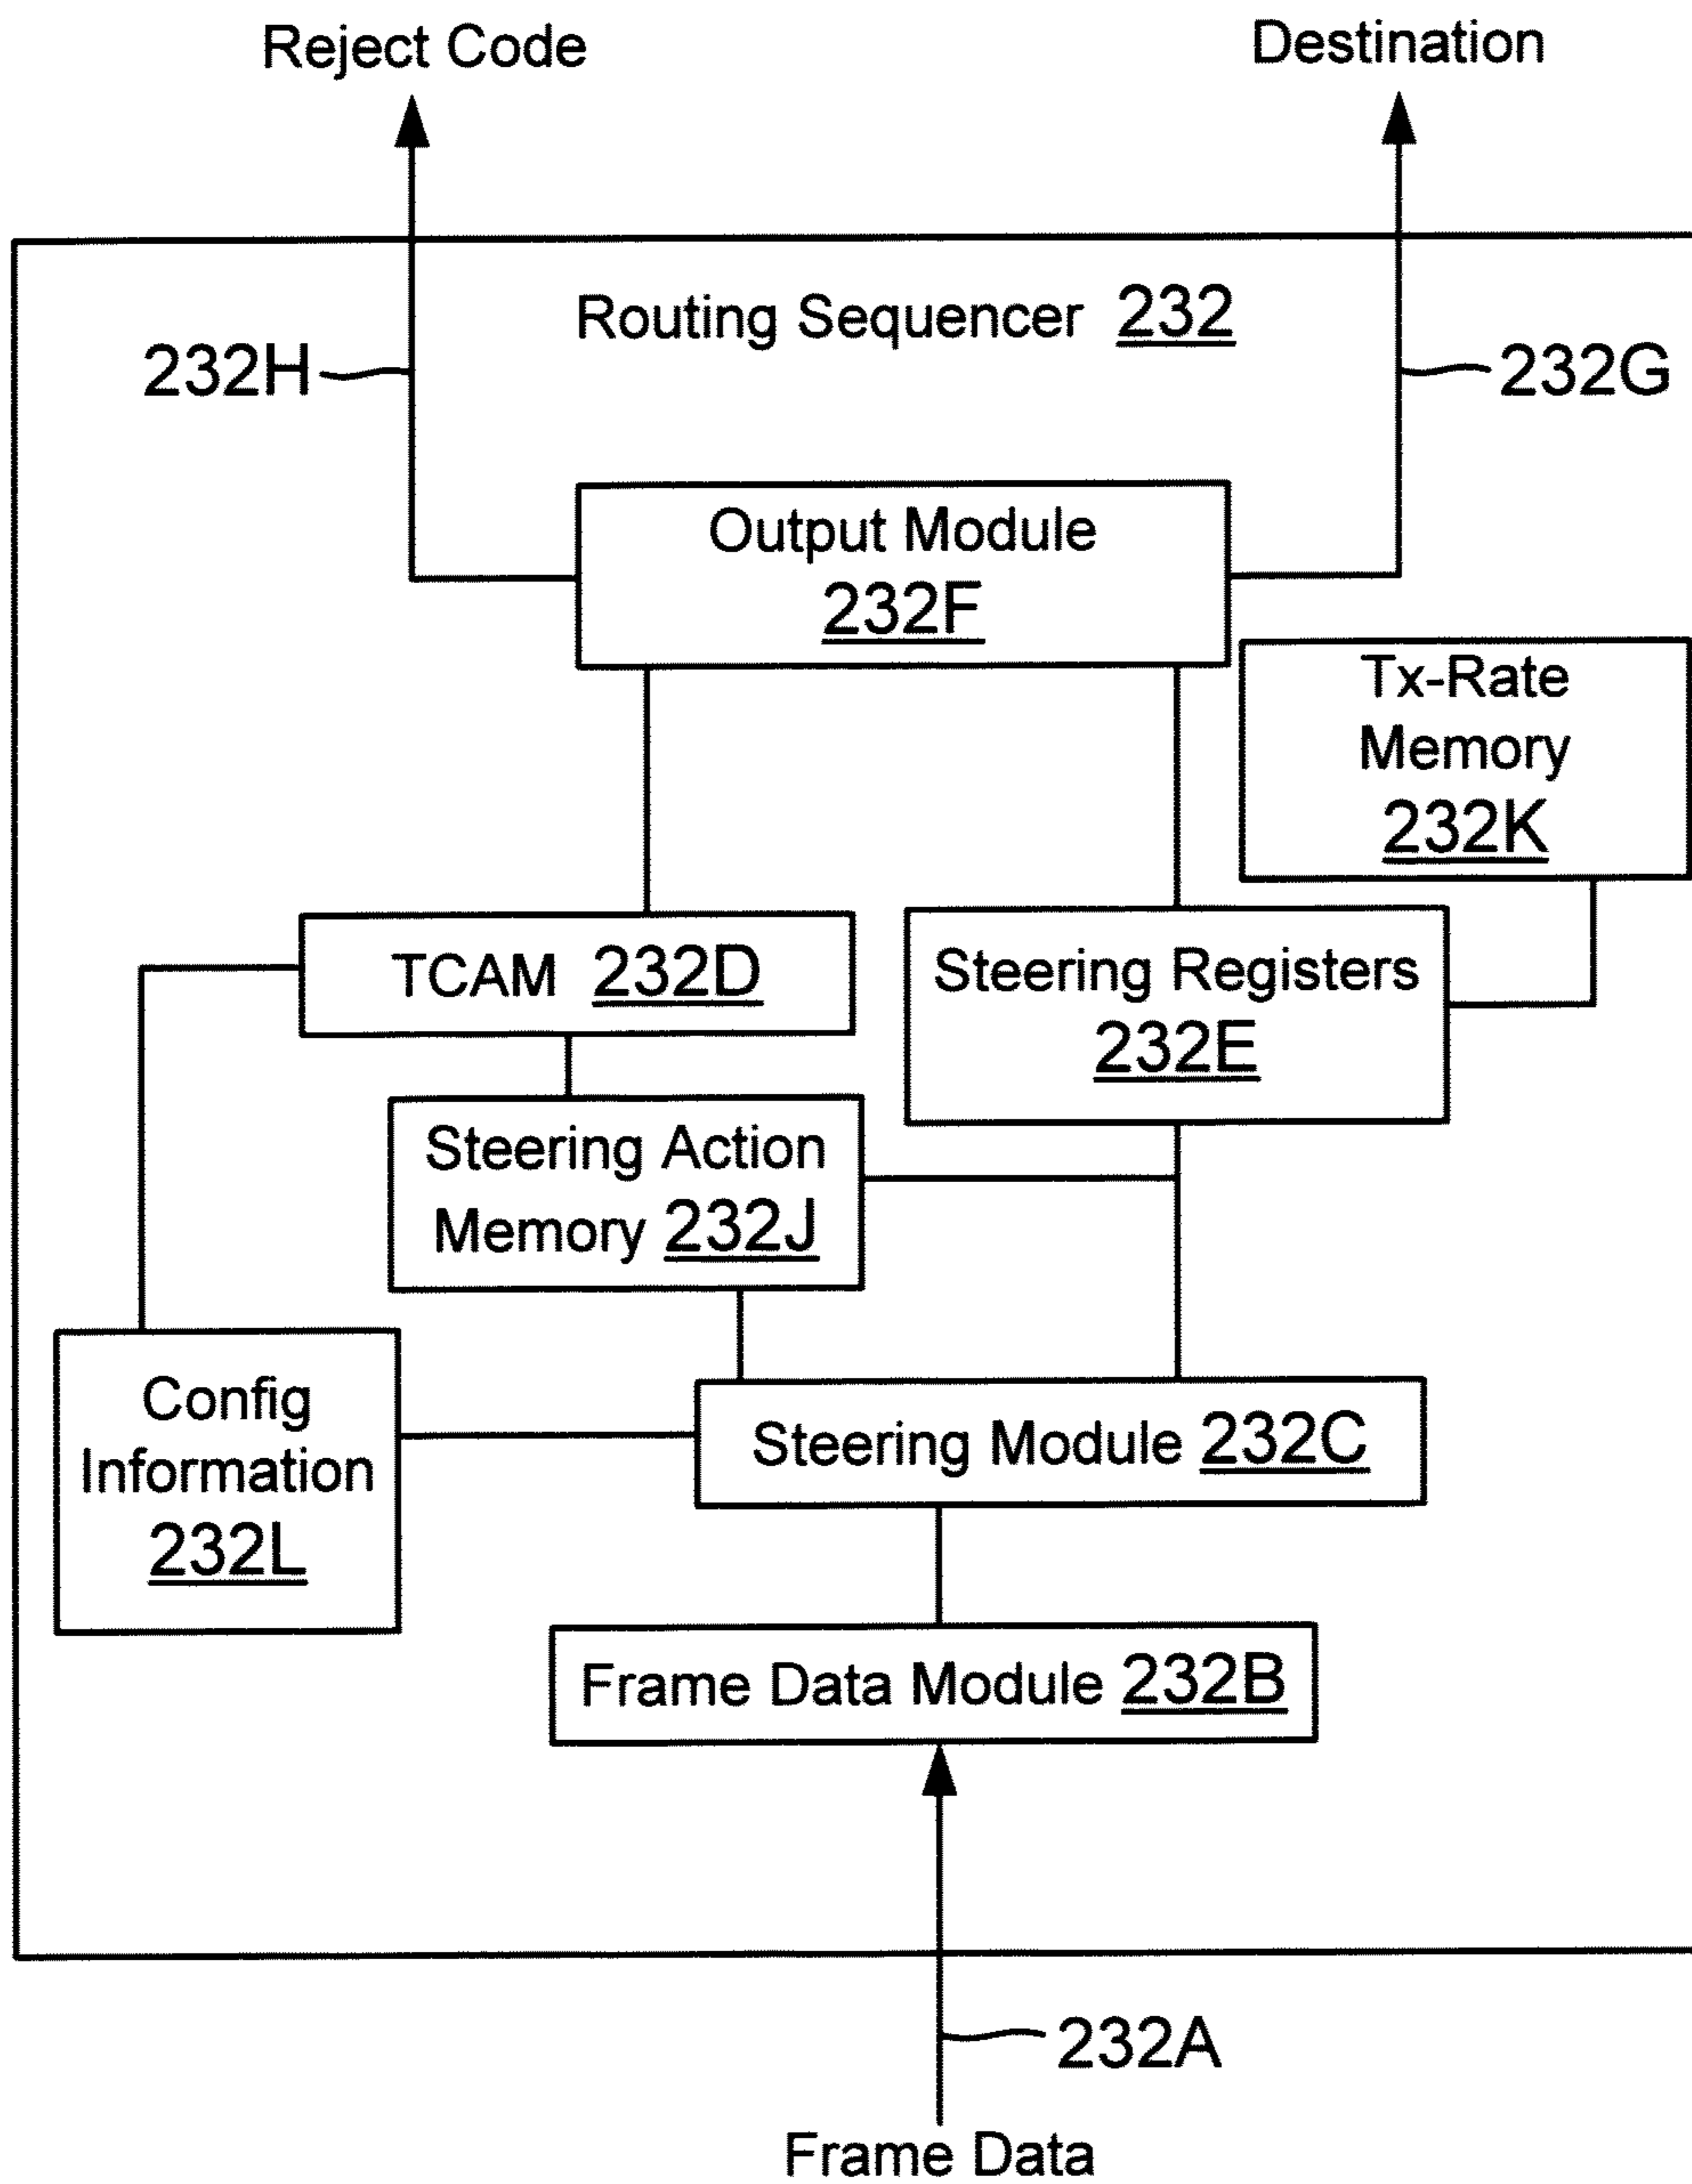 Reject Code
Destination
Routing Sequencer 232
232H
232G
Output Module
232F
Tx-Rate
Memory
232K
TCAM 232D
Steering Registers
232E
Steering Action
Memory 232J
Config
Information
232L
Steering Module 232C
Frame Data Module 232B
232A
Frame Data